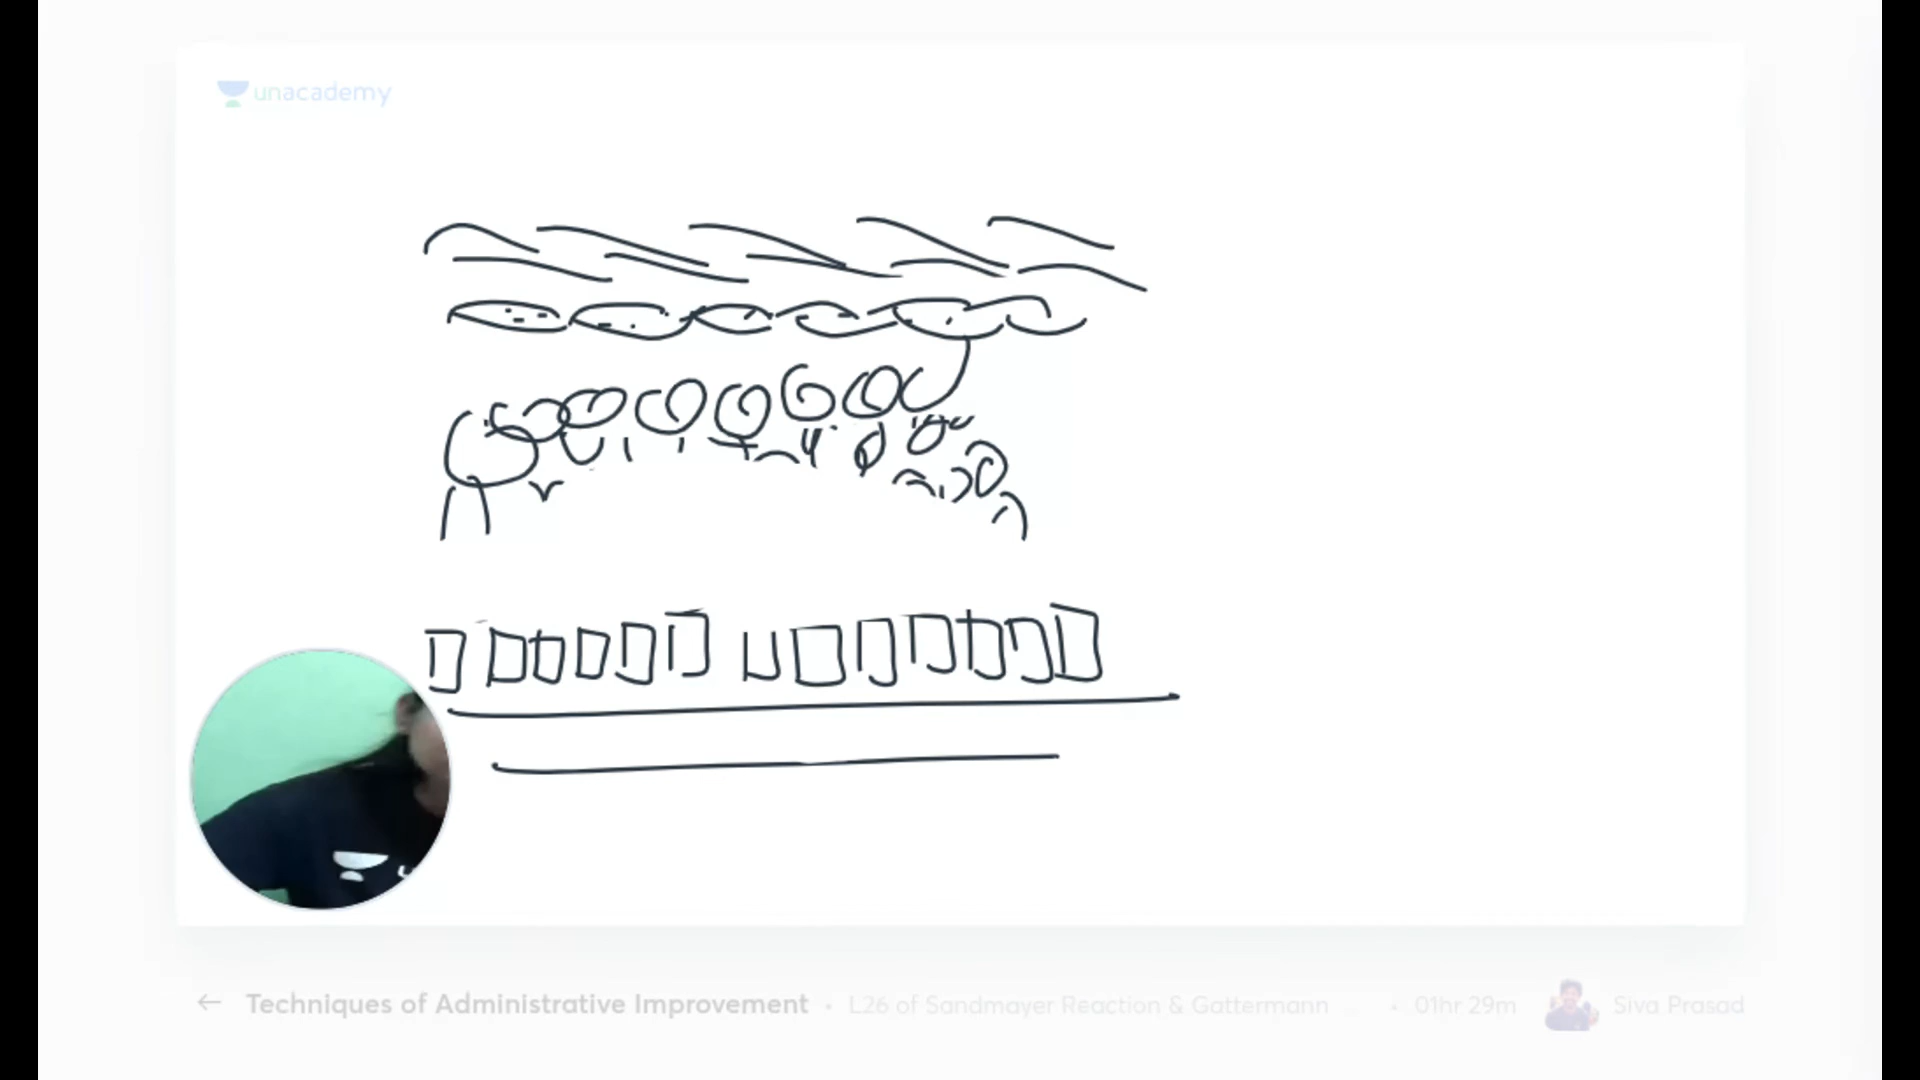 unacademy
← Techniques of Administrative Improvement • L26 of Sandmayer Reaction & Gattermann ... • 01hr 29m Siva Prasad